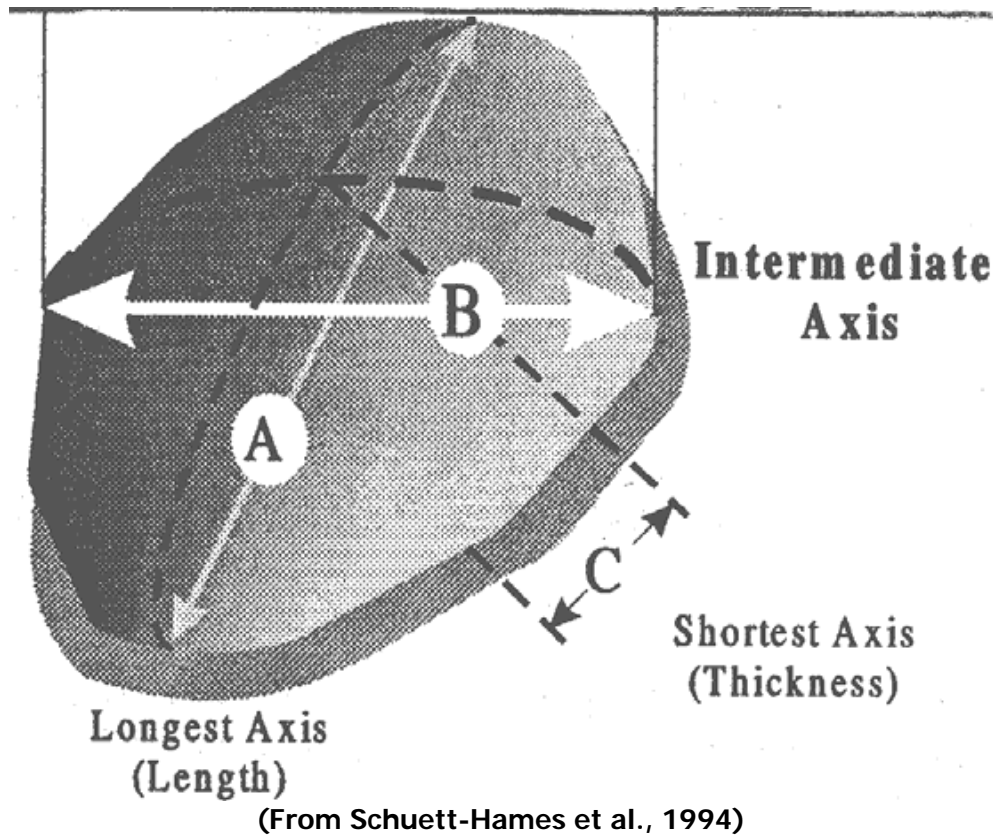 B
Intermediate
Axis
A
C
Shortest Axis
(Thickness)
Longest Axis
(Length)
(From Schuett-Hames et al., 1994)